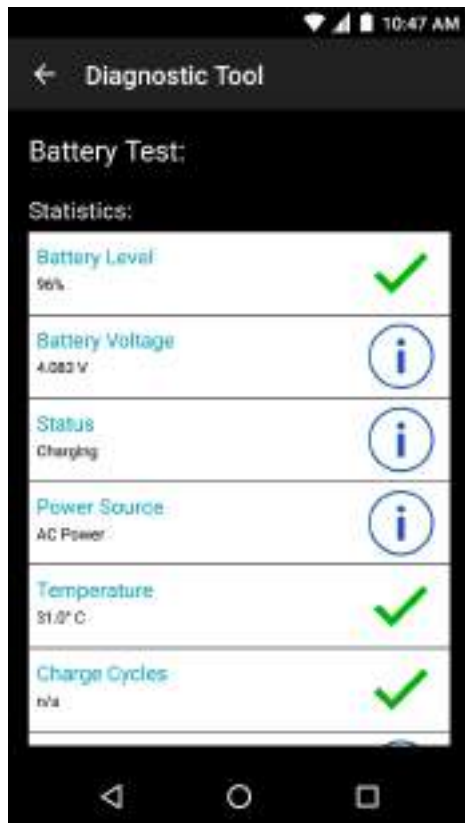 10:47 AM
Diagnostic Tool
Battery Test:
Statistics:
Battery Level
96%
Battery Voltage
4.083 V
Status
Charging
Power Source
AC Power
Temperature
31.0° C
Charge Cycles
n/a